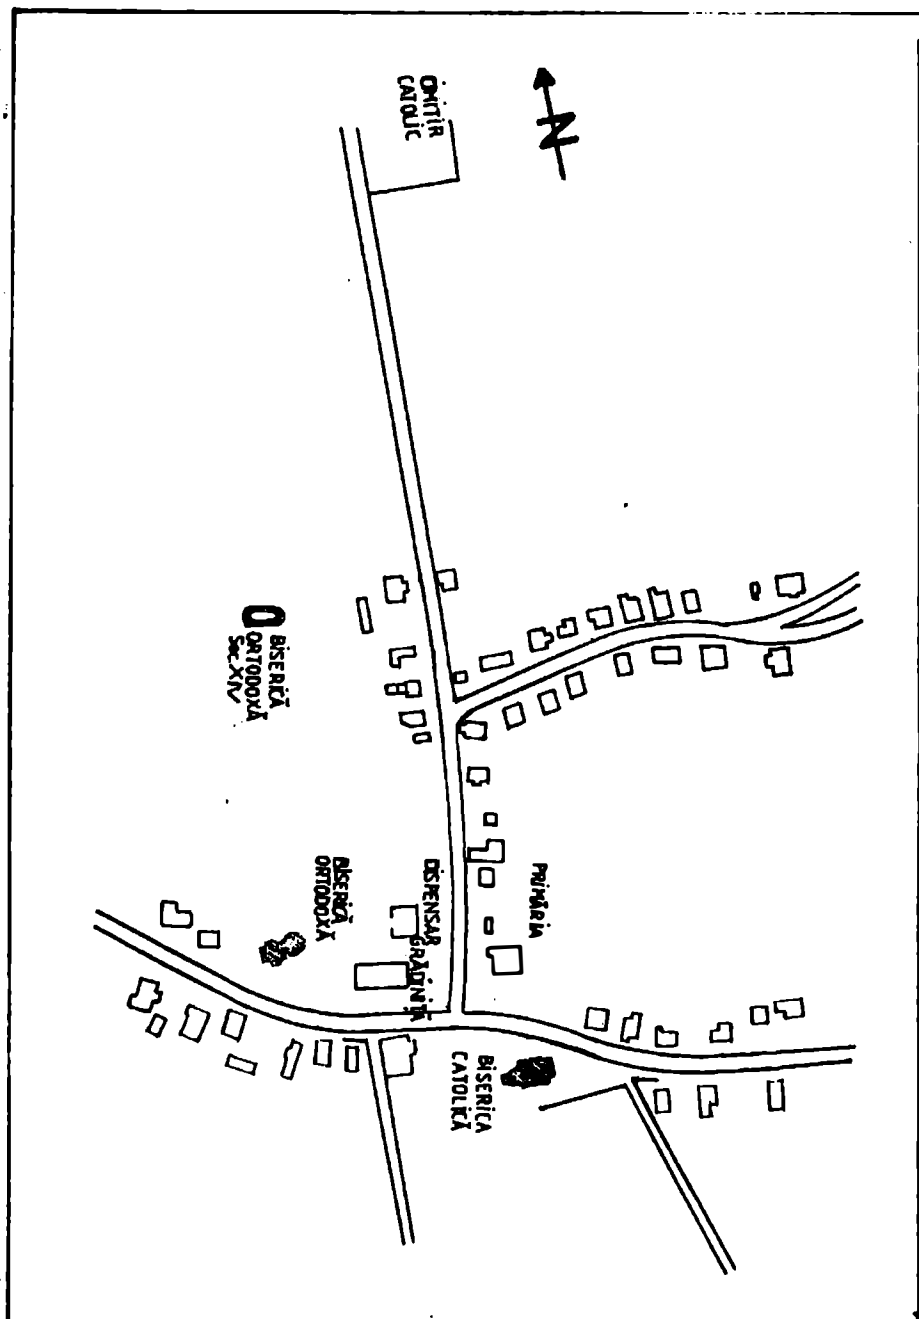 CIMITIR
CATOLIC
N
BISERICĂ
ORTODOXĂ
Sec. XIV
BISERICĂ
ORTODOXĂ
DISPENSAR
GRĂDINIȚĂ
PRIMĂRIA
BISERICA
CATOLICĂ